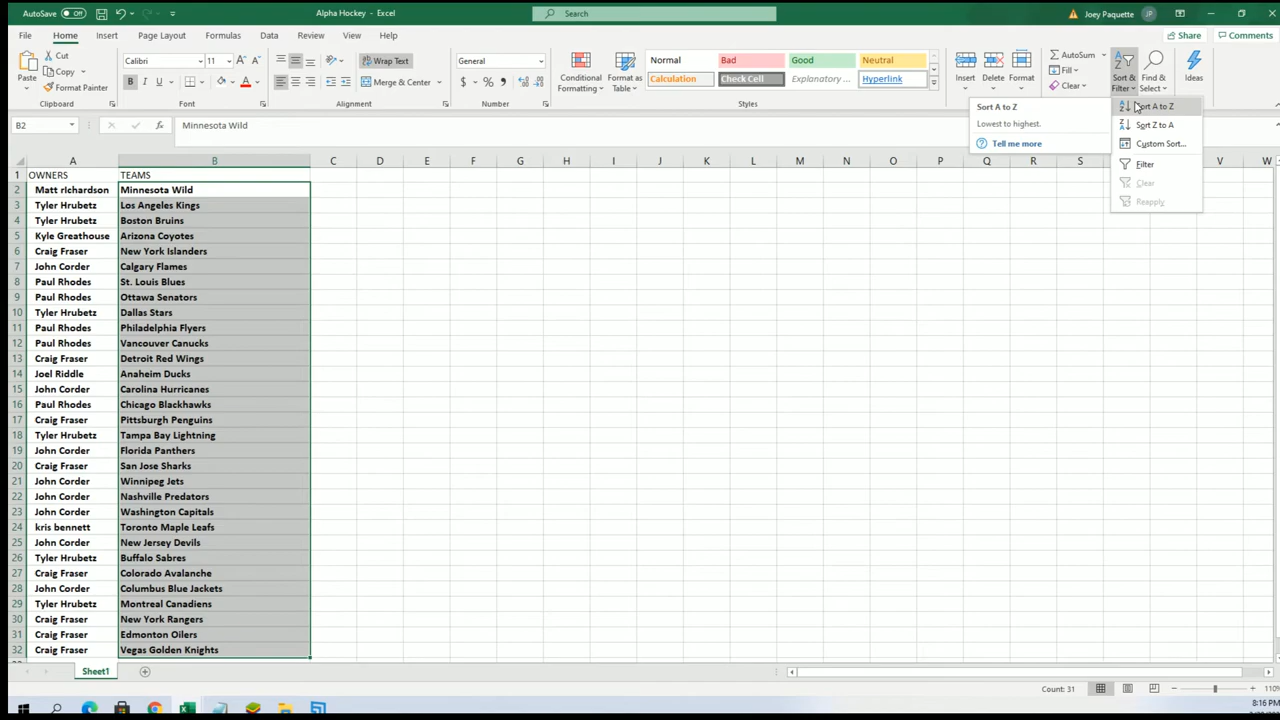 AutoSave Off Alpha Hockey - Excel Search Joey Paquette JP
File Home Insert Page Layout Formulas Data Review View Help Share Comments
Paste Cut Copy Format Painter Clipboard
Calibri 11 B I U A Font
Wrap Text Merge & Center Alignment
General $ % Number
Conditional Formatting Format as Table
Normal Bad Good Neutral
Calculation Check Cell Explanatory ... Hyperlink
Styles
Insert Delete Format
AutoSum Fill Clear
Sort & Filter Find & Select Ideas
Sort A to Z
Lowest to highest.
Tell me more
Sort A to Z
Sort Z to A
Custom Sort...
Filter
Clear
Reapply
B2 fx Minnesota Wild
A B C D E F G H I J K L M N O P Q R S V W
1 OWNERS TEAMS
2 Matt richardson Minnesota Wild
3 Tyler Hrubetz Los Angeles Kings
4 Tyler Hrubetz Boston Bruins
5 Kyle Greathouse Arizona Coyotes
6 Craig Fraser New York Islanders
7 John Corder Calgary Flames
8 Paul Rhodes St. Louis Blues
9 Paul Rhodes Ottawa Senators
10 Tyler Hrubetz Dallas Stars
11 Paul Rhodes Philadelphia Flyers
12 Paul Rhodes Vancouver Canucks
13 Craig Fraser Detroit Red Wings
14 Joel Riddle Anaheim Ducks
15 John Corder Carolina Hurricanes
16 Paul Rhodes Chicago Blackhawks
17 Craig Fraser Pittsburgh Penguins
18 Tyler Hrubetz Tampa Bay Lightning
19 John Corder Florida Panthers
20 Craig Fraser San Jose Sharks
21 John Corder Winnipeg Jets
22 John Corder Nashville Predators
23 John Corder Washington Capitals
24 kris bennett Toronto Maple Leafs
25 John Corder New Jersey Devils
26 Tyler Hrubetz Buffalo Sabres
27 Craig Fraser Colorado Avalanche
28 John Corder Columbus Blue Jackets
29 Tyler Hrubetz Montreal Canadiens
30 Craig Fraser New York Rangers
31 Craig Fraser Edmonton Oilers
32 Craig Fraser Vegas Golden Knights
Sheet1
Count: 31 110%
8:16 PM